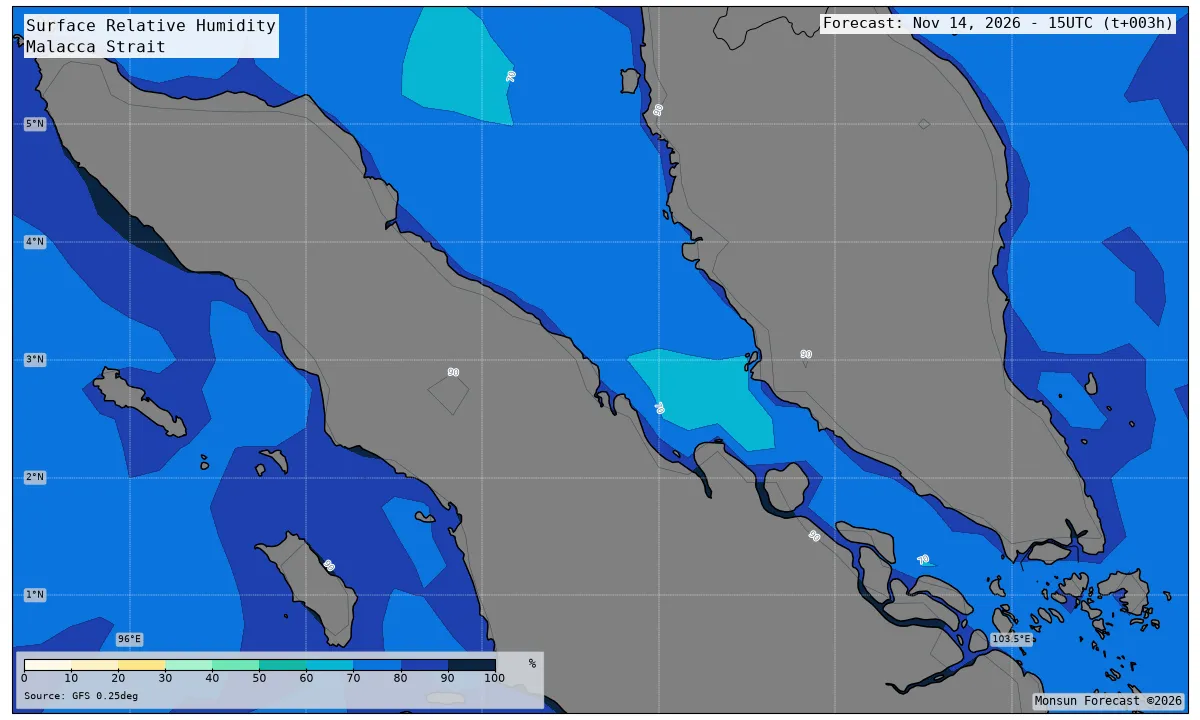 Surface Relative Humidity
Malacca Strait
Forecast: Nov 14, 2026 - 15UTC (t+003h)
70
90
5°N
4°N
3°N
90
90
70
2°N
90
70
90
1°N
96°E
103.5°E
%
0 10 20 30 40 50 60 70 80 90 100
Source: GFS 0.25deg
Monsun Forecast ©2026